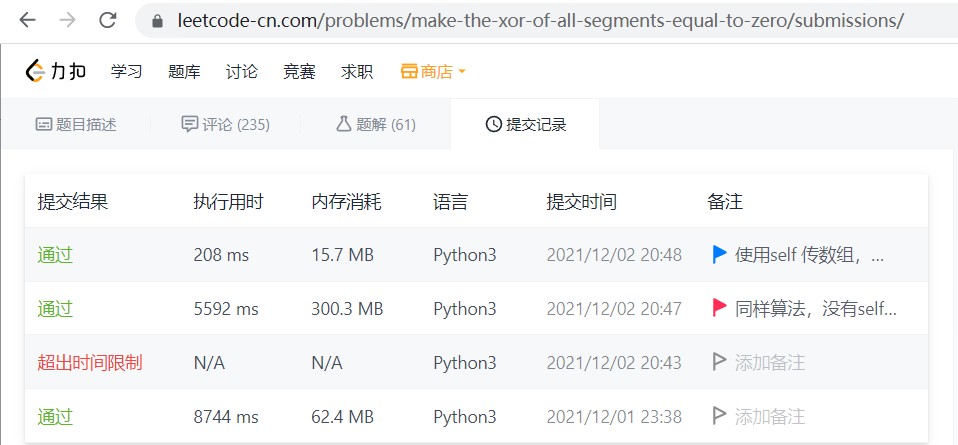 leetcode-cn.com/problems/make-the-xor-of-all-segments-equal-to-zero/submissions/
力扣 学习 题库 讨论 竞赛 求职 商店
题目描述 评论 (235) 题解 (61) 提交记录
提交结果 执行用时 内存消耗 语言 提交时间 备注
通过 208 ms 15.7 MB Python3 2021/12/02 20:48 使用self 传数组，...
通过 5592 ms 300.3 MB Python3 2021/12/02 20:47 同样算法，没有self...
超出时间限制 N/A N/A Python3 2021/12/02 20:43 添加备注
通过 8744 ms 62.4 MB Python3 2021/12/01 23:38 添加备注